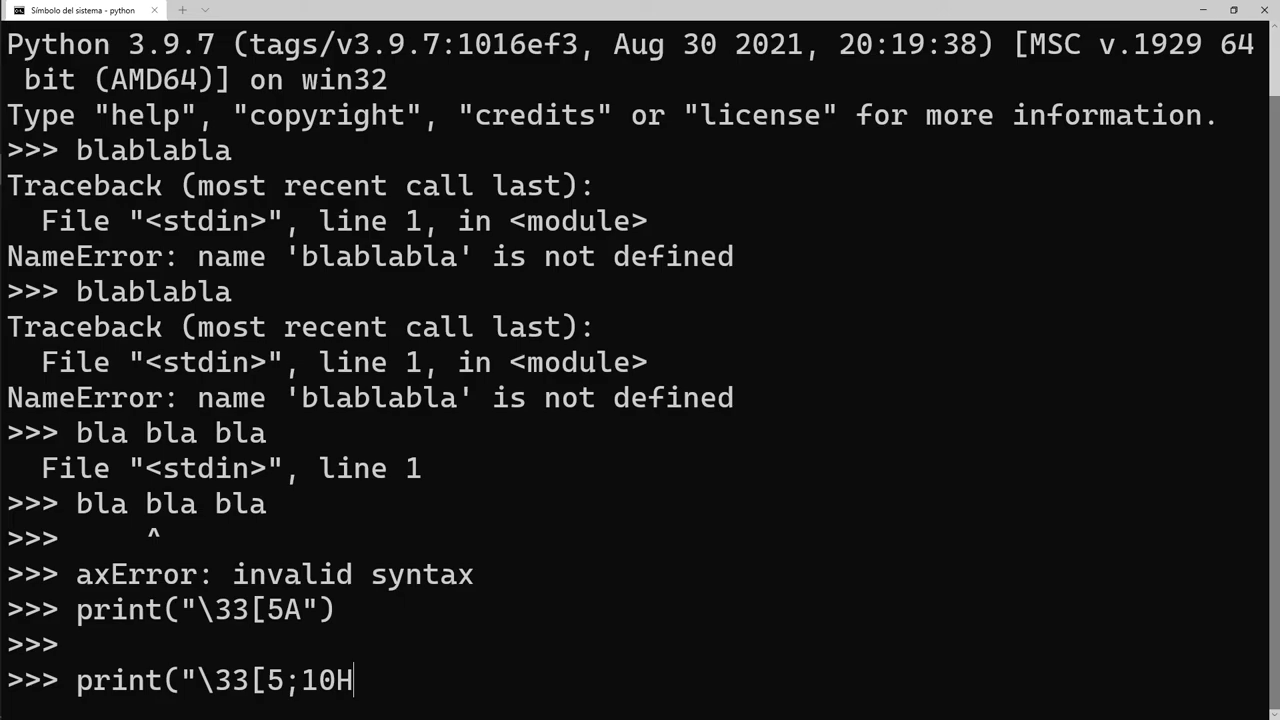 Símbolo del sistema - python
Python 3.9.7 (tags/v3.9.7:1016ef3, Aug 30 2021, 20:19:38) [MSC v.1929 64
 bit (AMD64)] on win32
Type "help", "copyright", "credits" or "license" for more information.
>>> blablabla
Traceback (most recent call last):
  File "<stdin>", line 1, in <module>
NameError: name 'blablabla' is not defined
>>> blablabla
Traceback (most recent call last):
  File "<stdin>", line 1, in <module>
NameError: name 'blablabla' is not defined
>>> bla bla bla
  File "<stdin>", line 1
>>> bla bla bla
>>>     ^
>>> axError: invalid syntax
>>> print("\33[5A")
>>>
>>> print("\33[5;10H